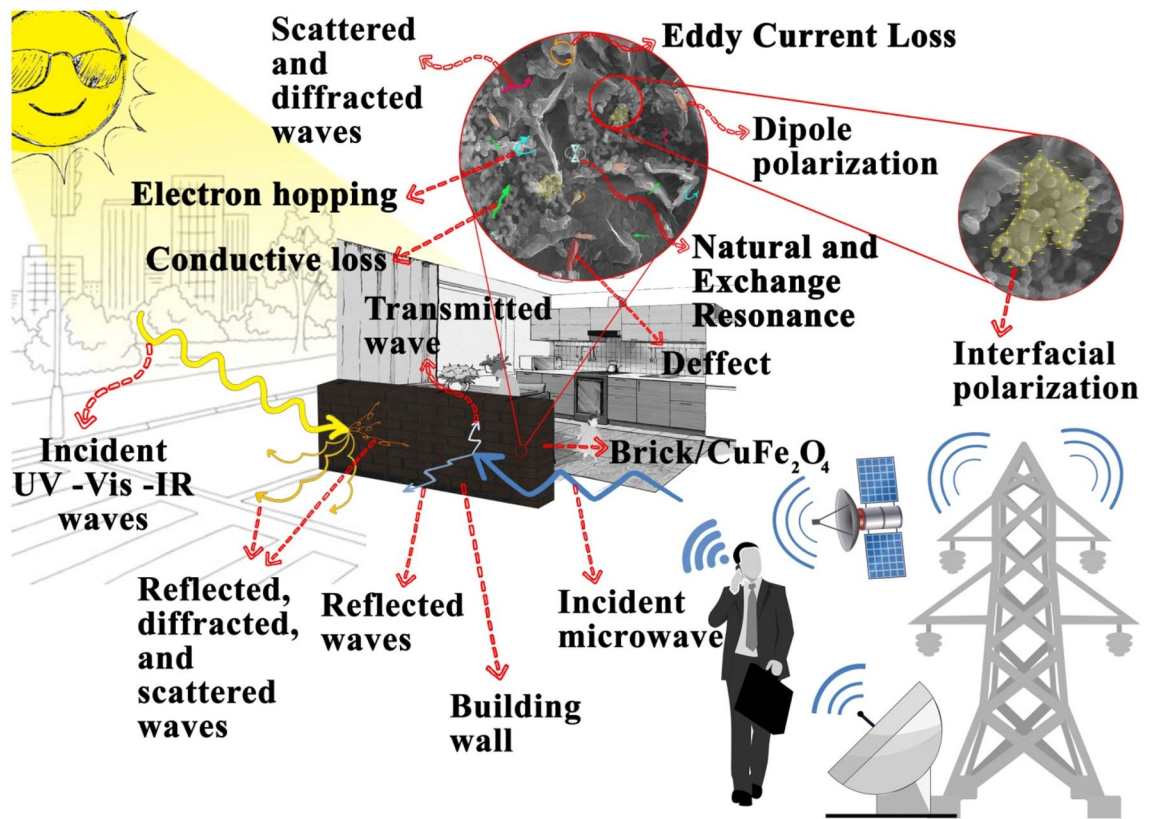 Scattered
and
diffracted
waves
Eddy Current Loss
Dipole
polarization
Electron hopping
Conductive loss
Natural and
Exchange
Resonance
Transmitted
wave
Deffect
Interfacial
polarization
Incident
UV -Vis -IR
waves
Brick/CuFe₂O₄
Reflected,
diffracted,
and
scattered
waves
Reflected
waves
Incident
microwave
Building
wall